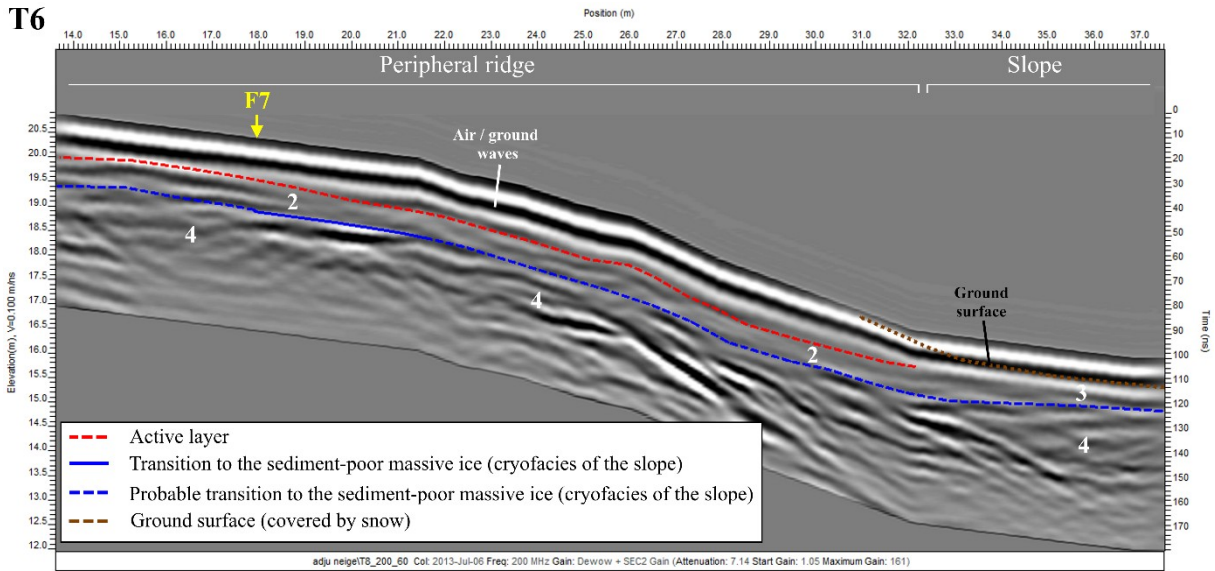 T6
Position (m)
14.0 15.0 16.0 17.0 18.0 19.0 20.0 21.0 22.0 23.0 24.0 25.0 26.0 27.0 28.0 29.0 30.0 31.0 32.0 33.0 34.0 35.0 36.0 37.0
Peripheral ridge
Slope
F7
Air / ground
waves
Ground
surface
2
4
4
2
3
4
Elevation(m), V=0.100 m/ns
20.5
20.0
19.5
19.0
18.5
18.0
17.5
17.0
16.5
16.0
15.5
15.0
14.5
14.0
13.5
13.0
12.5
12.0
Time (ns)
0
10
20
30
40
50
60
70
80
90
100
110
120
130
140
150
160
170
Active layer
Transition to the sediment-poor massive ice (cryofacies of the slope)
Probable transition to the sediment-poor massive ice (cryofacies of the slope)
Ground surface (covered by snow)
adju neige\T8_200_60 Col: 2013-Jul-06 Freq: 200 MHz Gain: Dewow + SEC2 Gain (Attenuation: 7.14 Start Gain: 1.05 Maximum Gain: 161)